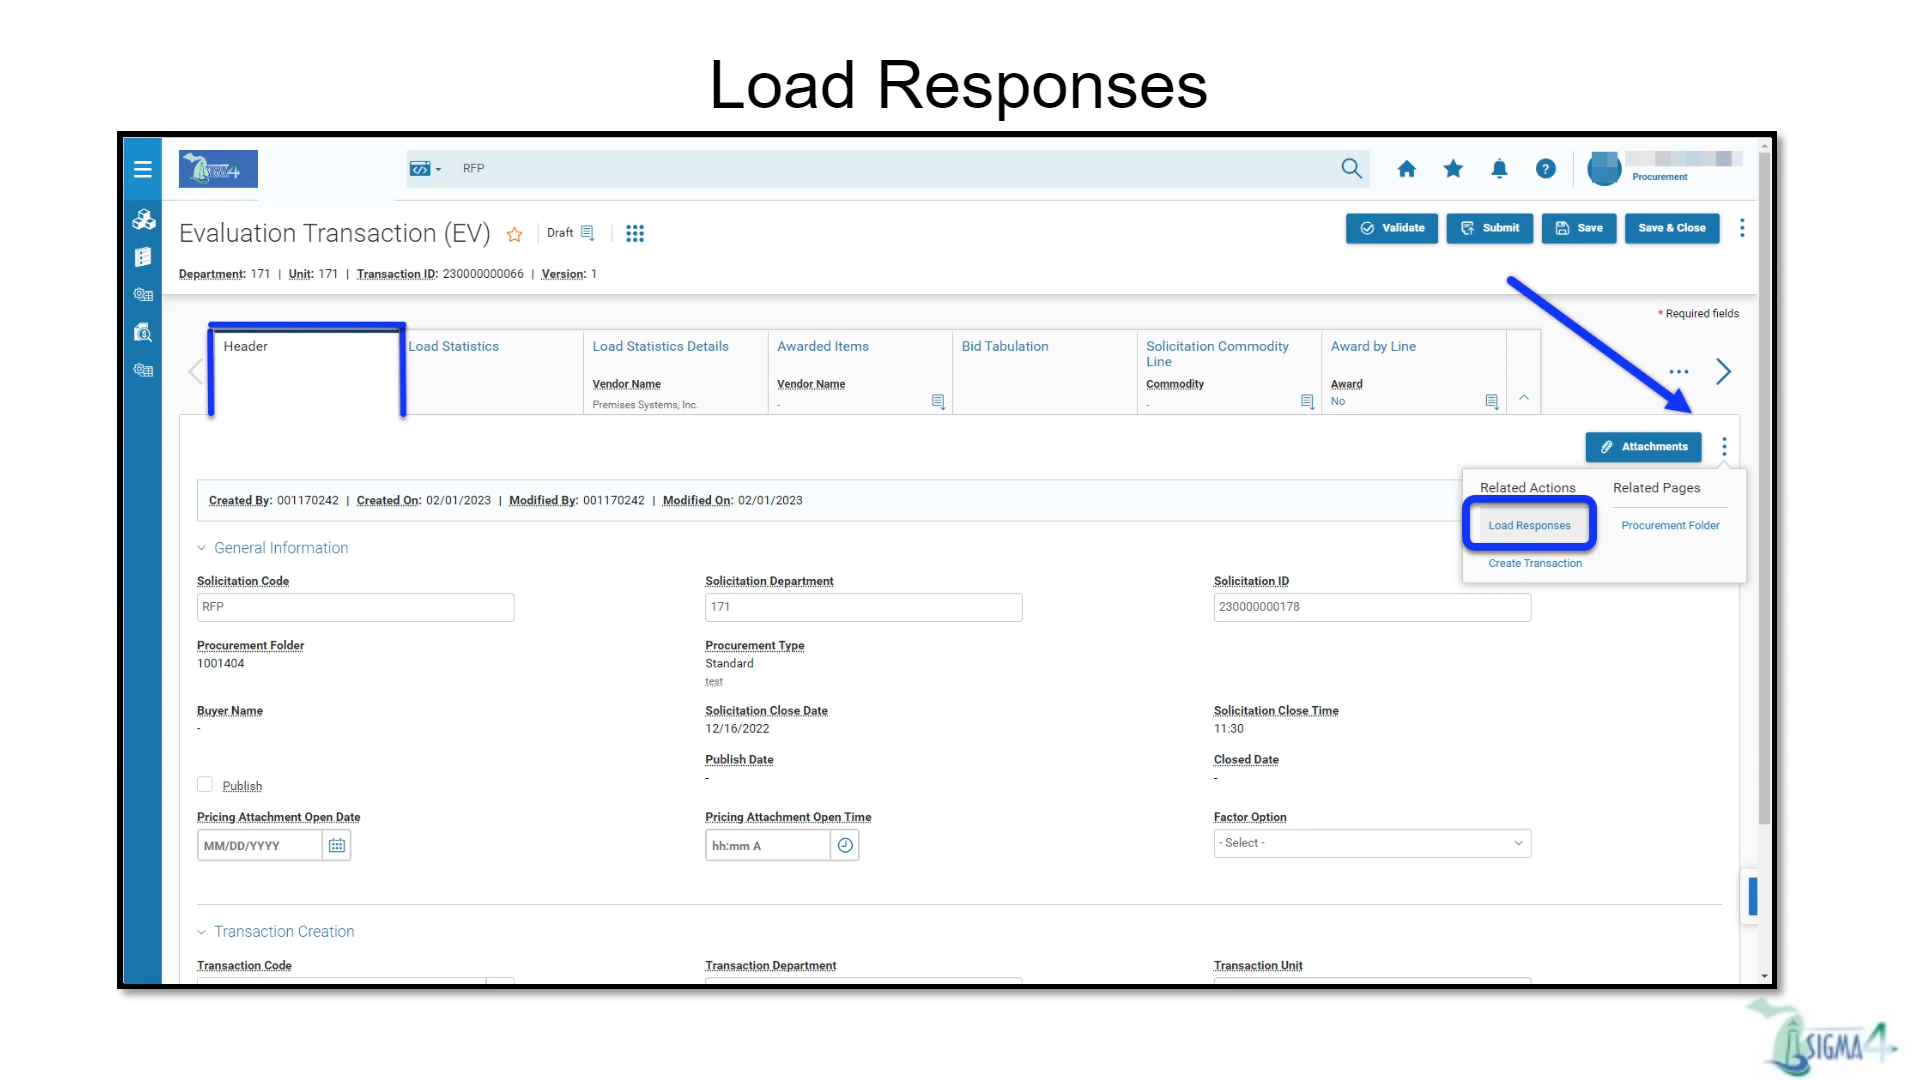 Load Responses
RFP
Procurement
Evaluation Transaction (EV)
Draft
Validate
Submit
Save
Save & Close
Department: 171 | Unit: 171 | Transaction ID: 230000000066 | Version: 1
* Required fields
Header
Load Statistics
Load Statistics Details
Vendor Name
Premises Systems, Inc.
Awarded Items
Vendor Name
-
Bid Tabulation
Solicitation Commodity
Line
Commodity
-
Award by Line
Award
No
Attachments
Related Actions
Related Pages
Load Responses
Procurement Folder
Create Transaction
Created By: 001170242 | Created On: 02/01/2023 | Modified By: 001170242 | Modified On: 02/01/2023
General Information
Solicitation Code
Solicitation Department
Solicitation ID
RFP
171
230000000178
Procurement Folder
Procurement Type
1001404
Standard
test
Buyer Name
Solicitation Close Date
Solicitation Close Time
-
12/16/2022
11:30
Publish Date
Closed Date
-
-
Publish
Pricing Attachment Open Date
Pricing Attachment Open Time
Factor Option
MM/DD/YYYY
hh:mm A
- Select -
Transaction Creation
Transaction Code
Transaction Department
Transaction Unit
SIGMA4